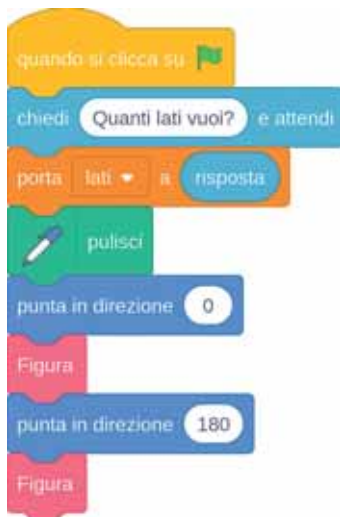 quando si clicca su
chiedi Quanti lati vuoi? e attendi
porta lati a risposta
pulisci
punta in direzione 0
Figura
punta in direzione 180
Figura